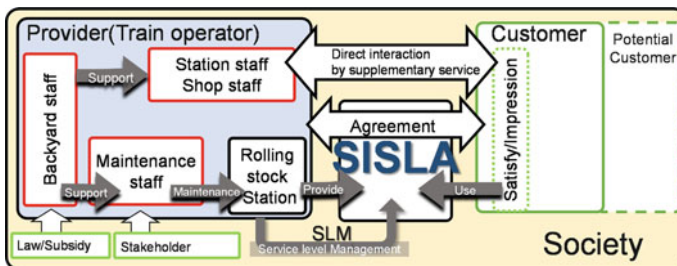 Provider(Train operator)
Customer
Potential
Customer
Backyard staff
Support
Station staff
Shop staff
Direct interaction
by supplementary service
Satisfy/Impression
Agreement
SISLA
Support
Maintenance
staff
Maintenance
Rolling
stock
Station
Provide
Use
SLM
Service level Management
Law/Subsidy
Stakeholder
Society